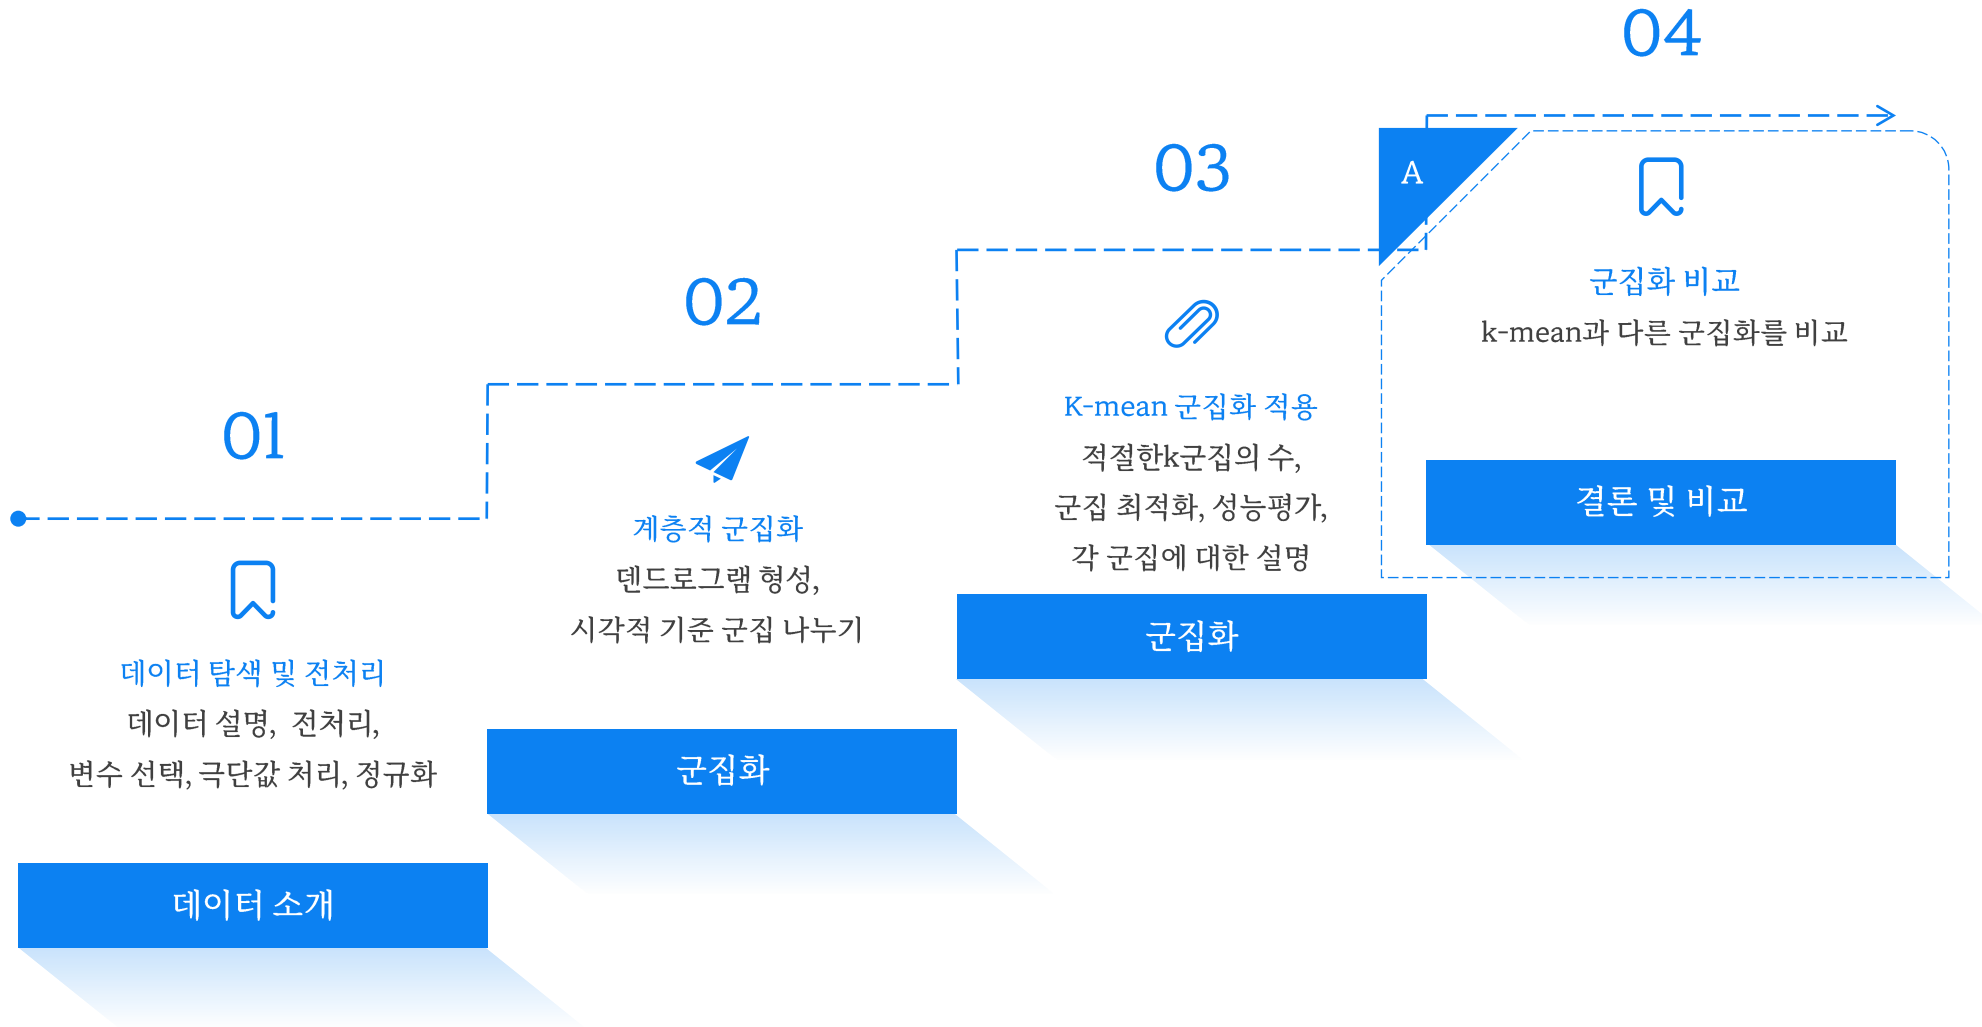 01
데이터 탐색 및 전처리
데이터 설명, 전처리,
변수 선택, 극단값 처리, 정규화
데이터 소개
02
계층적 군집화
덴드로그램 형성,
시각적 기준 군집 나누기
군집화
03
K-mean 군집화 적용
적절한k군집의 수,
군집 최적화, 성능평가,
각 군집에 대한 설명
군집화
04
A
군집화 비교
k-mean과 다른 군집화를 비교
결론 및 비교